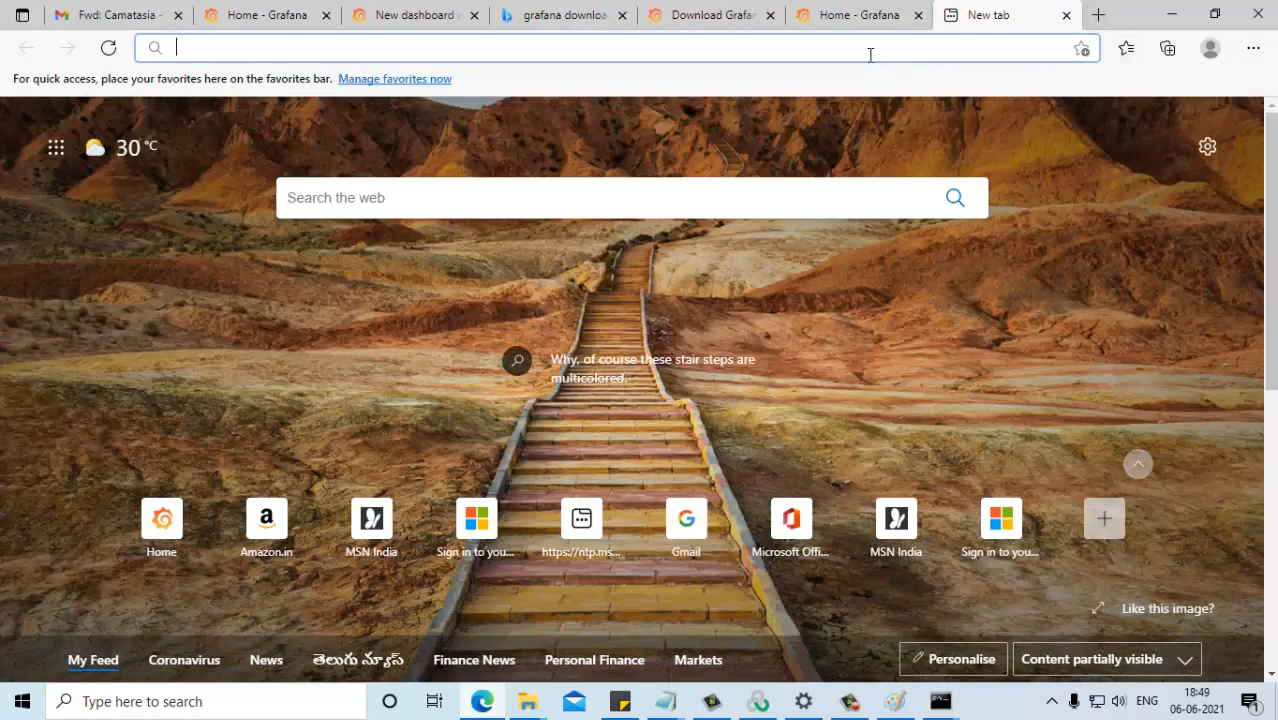 Fwd: Camatasia -
Home - Grafana
New dashboard
grafana downloa
Download Grafan
Home - Grafana
New tab
For quick access, place your favorites here on the favorites bar. Manage favorites now
30 °C
Search the web
Why, of course these stair steps are
multicolored.
Home
Amazon.in
MSN India
Sign in to you...
https://ntp.ms...
Gmail
Microsoft Offi...
MSN India
Sign in to you...
Like this image?
My Feed
Coronavirus
News
తెలుగు న్యూస్
Finance News
Personal Finance
Markets
Personalise
Content partially visible
Type here to search
ENG
18:49
06-06-2021
1